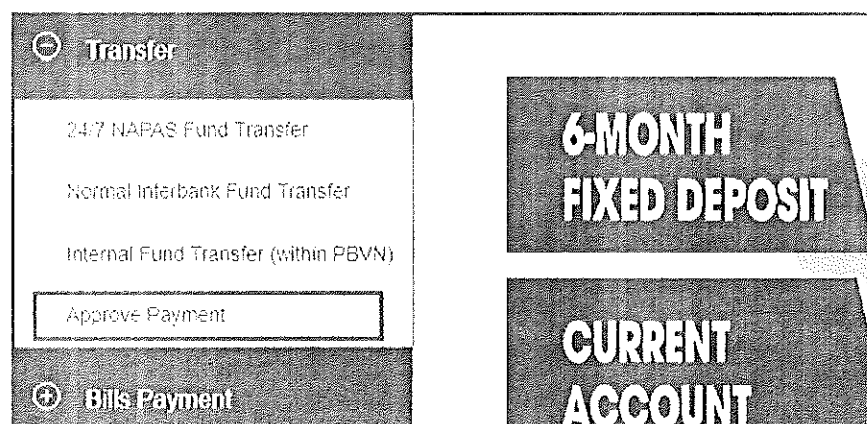 Transfer
24/7 NAPAS Fund Transfer
Normal Interbank Fund Transfer
Internal Fund Transfer (within PBVN)
Approve Payment
Bills Payment
6-MONTH
FIXED DEPOSIT
CURRENT
ACCOUNT